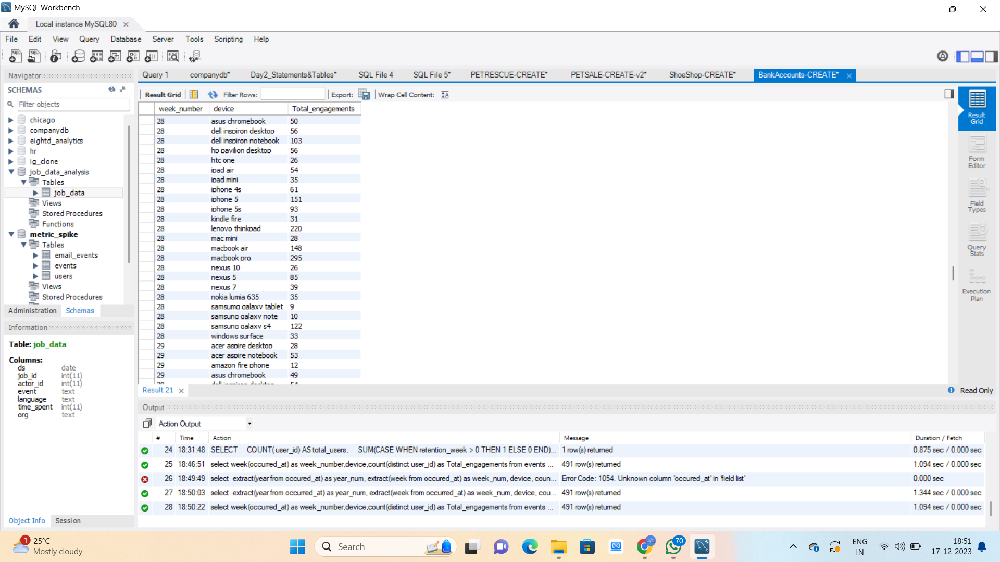 MySQL Workbench
Local instance MySQL80
File Edit View Query Database Server Tools Scripting Help
Navigator
SCHEMAS
Filter objects
chicago
companydb
eightd_analytics
hr
ig_clone
job_data_analysis
Tables
job_data
Views
Stored Procedures
Functions
metric_spike
Tables
email_events
events
users
Views
Stored Procedures
Administration Schemas
Information
Table: job_data
Columns:
ds date
job_id int(11)
actor_id int(11)
event text
language text
time_spent int(11)
org text
Object Info Session
Query 1 companydb* Day2_Statements&Tables* SQL File 4 SQL File 5* PETRESCUE-CREATE* PETSALE-CREATE-v2* ShoeShop-CREATE* BankAccounts-CREATE*
Result Grid Filter Rows: Export: Wrap Cell Content:
week_number device Total_engagements
28 asus chromebook 50
28 dell inspiron desktop 56
28 dell inspiron notebook 103
28 hp pavilion desktop 56
28 htc one 26
28 ipad air 54
28 ipad mini 35
28 iphone 4s 61
28 iphone 5 151
28 iphone 5s 93
28 kindle fire 31
28 lenovo thinkpad 220
28 mac mini 28
28 macbook air 148
28 macbook pro 295
28 nexus 10 26
28 nexus 5 85
28 nexus 7 39
28 nokia lumia 635 35
28 samsumg galaxy tablet 9
28 samsung galaxy note 10
28 samsung galaxy s4 122
28 windows surface 33
29 acer aspire desktop 28
29 acer aspire notebook 53
29 amazon fire phone 12
29 asus chromebook 49
29 dell inspiron desktop 54
Result Grid
Form Editor
Field Types
Query Stats
Execution Plan
Result 21
Read Only
Output
Action Output
# Time Action Message Duration / Fetch
24 18:31:48 SELECT COUNT( user_id) AS total_users, SUM(CASE WHEN retention_week > 0 THEN 1 ELSE 0 END)... 1 row(s) returned 0.875 sec / 0.000 sec
25 18:46:51 select week(occurred_at) as week_number,device,count(distinct user_id) as Total_engagements from events ... 491 row(s) returned 1.094 sec / 0.000 sec
26 18:49:49 select extract(year from occured_at) as year_num, extract(week from occured_at) as week_num, device, coun... Error Code: 1054. Unknown column 'occured_at' in 'field list' 0.000 sec
27 18:50:03 select extract(year from occurred_at) as year_num, extract(week from occurred_at) as week_num, device, cou... 491 row(s) returned 1.344 sec / 0.000 sec
28 18:50:22 select week(occurred_at) as week_number,device,count(distinct user_id) as Total_engagements from events ... 491 row(s) returned 1.094 sec / 0.000 sec
1
25°C
Mostly cloudy
Search
70
ENG
IN
18:51
17-12-2023